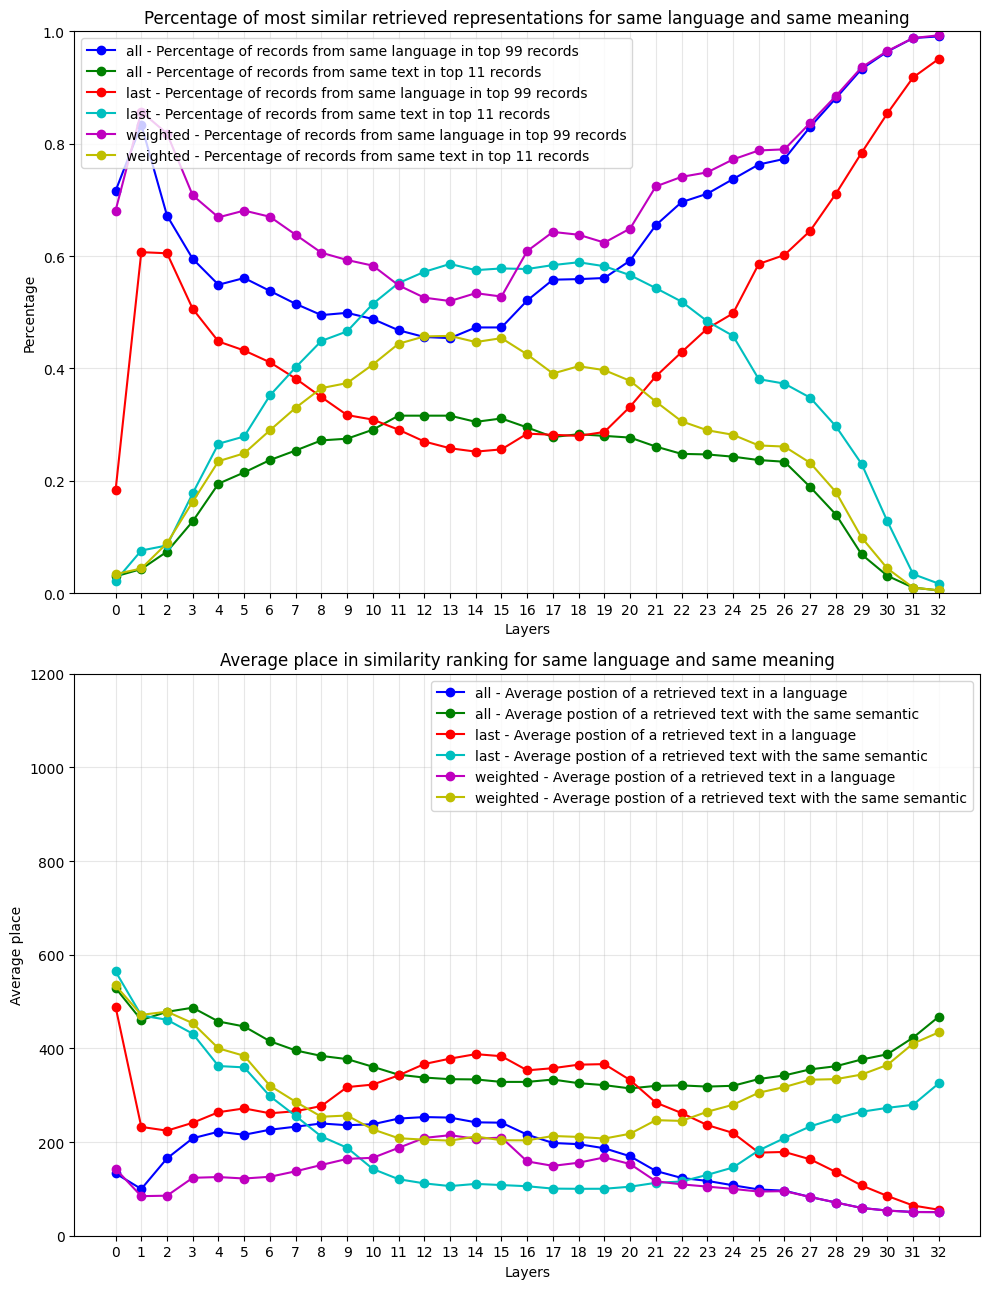 Percentage of most similar retrieved representations for same language and same meaning
1.0
0.8
0.6
0.4
0.2
0.0
Percentage
all - Percentage of records from same language in top 99 records
all - Percentage of records from same text in top 11 records
last - Percentage of records from same language in top 99 records
last - Percentage of records from same text in top 11 records
weighted - Percentage of records from same language in top 99 records
weighted - Percentage of records from same text in top 11 records
0 1 2 3 4 5 6 7 8 9 10 11 12 13 14 15 16 17 18 19 20 21 22 23 24 25 26 27 28 29 30 31 32
Layers
Average place in similarity ranking for same language and same meaning
1200
1000
800
600
400
200
0
Average place
all - Average postion of a retrieved text in a language
all - Average postion of a retrieved text with the same semantic
last - Average postion of a retrieved text in a language
last - Average postion of a retrieved text with the same semantic
weighted - Average postion of a retrieved text in a language
weighted - Average postion of a retrieved text with the same semantic
0 1 2 3 4 5 6 7 8 9 10 11 12 13 14 15 16 17 18 19 20 21 22 23 24 25 26 27 28 29 30 31 32
Layers